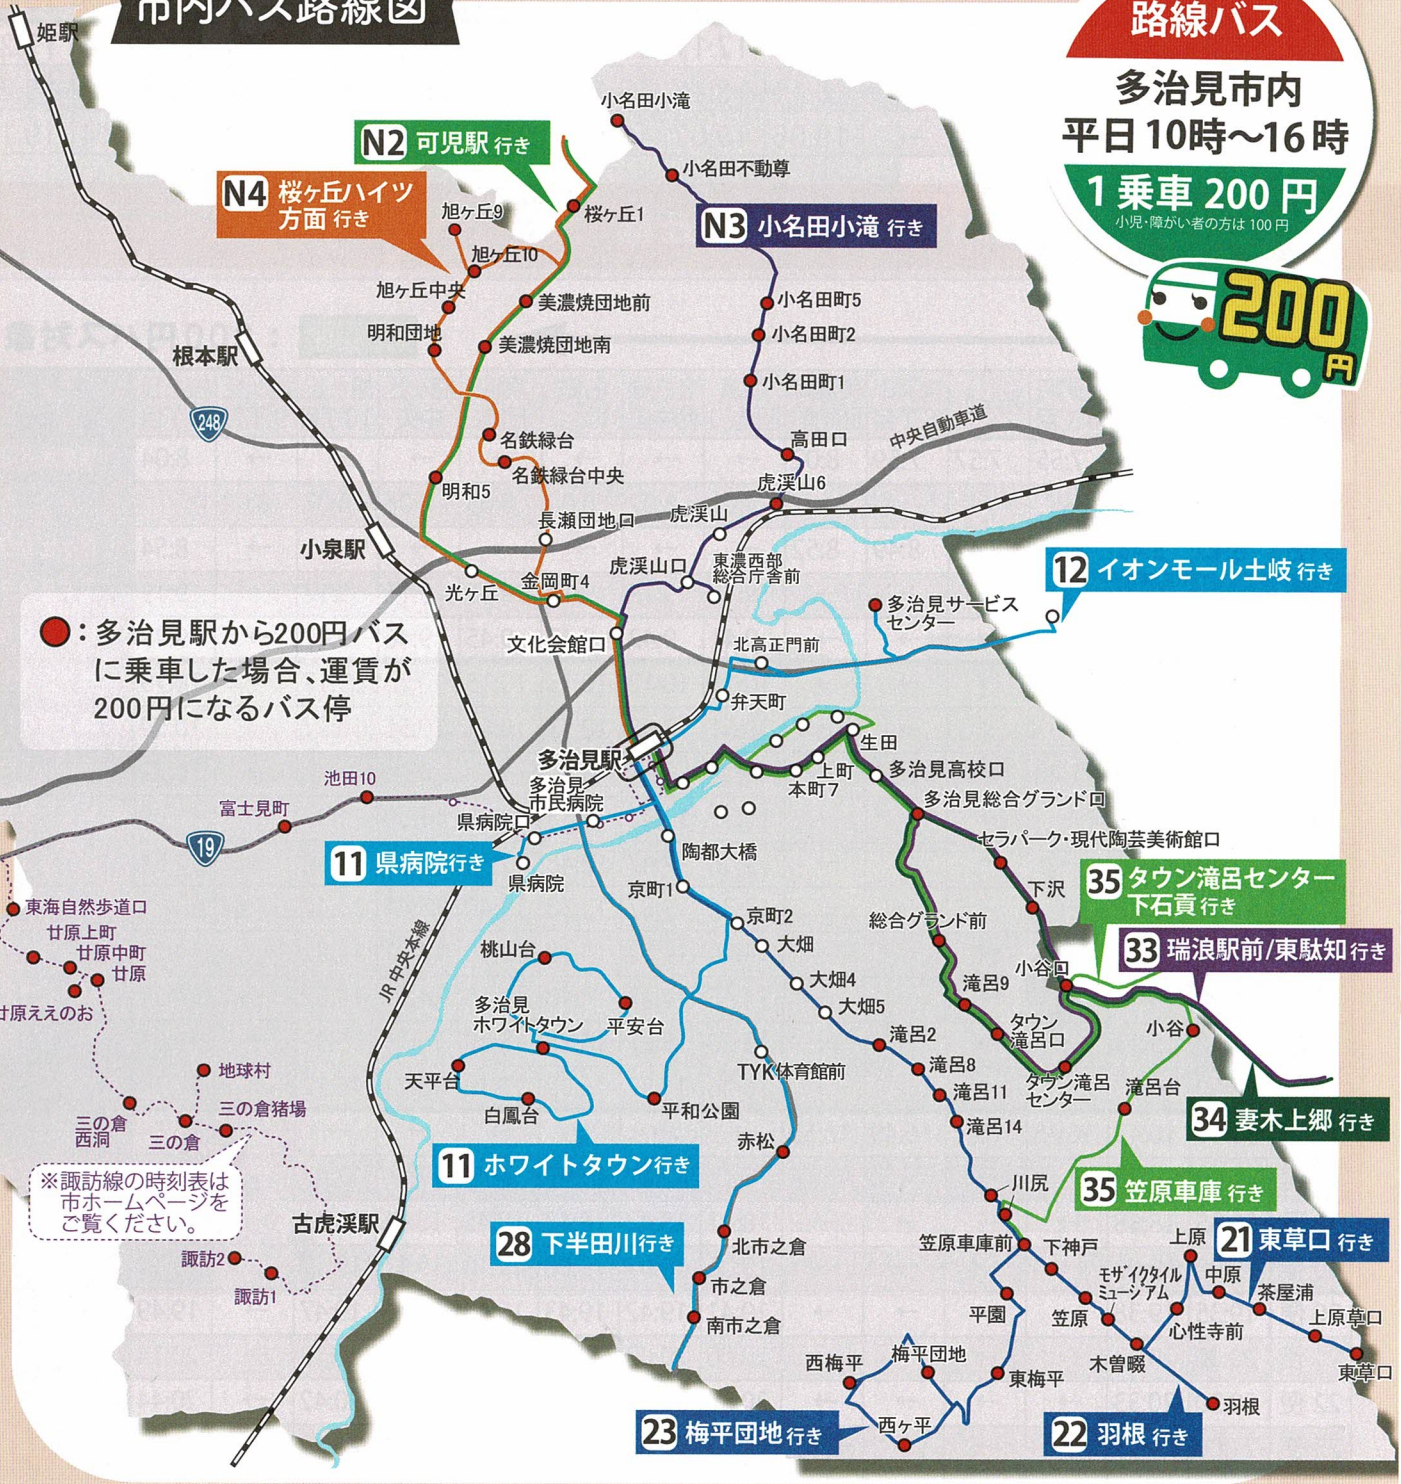 市内バス路線図
路線バス
多治見市内
平日10時～16時
1乗車 200円
小児・障がい者の方は100円
200円
姫駅
根本駅
248
小泉駅
N2 可児駅 行き
N4 桜ヶ丘ハイツ
方面 行き
N3 小名田小滝 行き
小名田小滝
小名田不動尊
桜ヶ丘1
旭ヶ丘9
旭ヶ丘10
旭ヶ丘中央
明和団地
美濃焼団地前
美濃焼団地南
小名田町5
小名田町2
小名田町1
高田口
中央自動車道
名鉄緑台
名鉄緑台中央
明和5
虎渓山6
長瀬団地口
虎渓山
虎渓山口
東濃西部
総合庁舎前
光ヶ丘
金岡町4
文化会館口
12 イオンモール土岐 行き
多治見サービス
センター
北高正門前
弁天町
●：多治見駅から200円バス
に乗車した場合、運賃が
200円になるバス停
多治見駅
多治見
市民病院
県病院口
県病院
11 県病院行き
池田10
富士見町
19
生田
上町
本町7
多治見高校口
多治見総合グランド口
セラパーク・現代陶芸美術館口
下沢
陶都大橋
京町1
京町2
大畑
大畑4
大畑5
総合グランド前
小谷口
35 タウン滝呂センター
下石貢 行き
33 瑞浪駅前/東駄知 行き
滝呂9
タウン
滝呂口
タウン滝呂
センター
小谷
滝呂台
34 妻木上郷 行き
35 笠原車庫 行き
東海自然歩道口
廿原上町
廿原中町
廿原
廿原ええのお
地球村
三の倉猪場
三の倉
西洞
三の倉
※諏訪線の時刻表は
市ホームページを
ご覧ください。
諏訪2
諏訪1
JR中央本線
古虎渓駅
桃山台
多治見
ホワイトタウン
平安台
天平台
白鳳台
平和公園
11 ホワイトタウン行き
TYK体育館前
赤松
28 下半田川行き
北市之倉
市之倉
南市之倉
滝呂2
滝呂8
滝呂11
滝呂14
川尻
笠原車庫前
下神戸
平園
笠原
モザイクタイル
ミュージアム
木曽畷
上原
中原
21 東草口 行き
茶屋浦
心性寺前
上原草口
東草口
羽根
22 羽根 行き
東梅平
西梅平
梅平団地
西ヶ平
23 梅平団地 行き